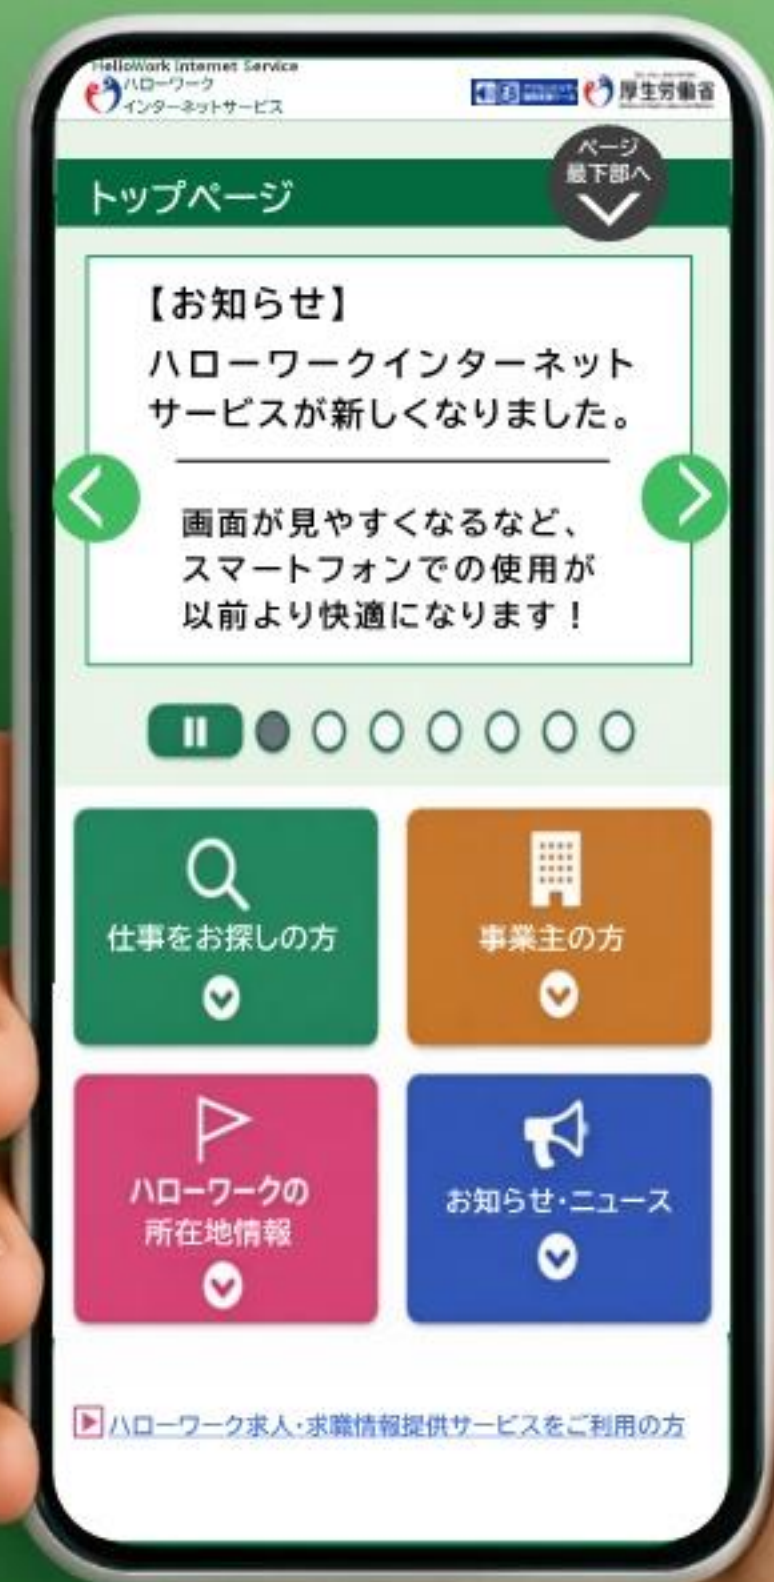 HelloWork Internet Service
ハローワーク
インターネットサービス
厚生労働省
ページ
最下部へ
トップページ
【お知らせ】
ハローワークインターネット
サービスが新しくなりました。
画面が見やすくなるなど、
スマートフォンでの使用が
以前より快適になります！
仕事をお探しの方
事業主の方
ハローワークの
所在地情報
お知らせ・ニュース
ハローワーク求人・求職情報提供サービスをご利用の方